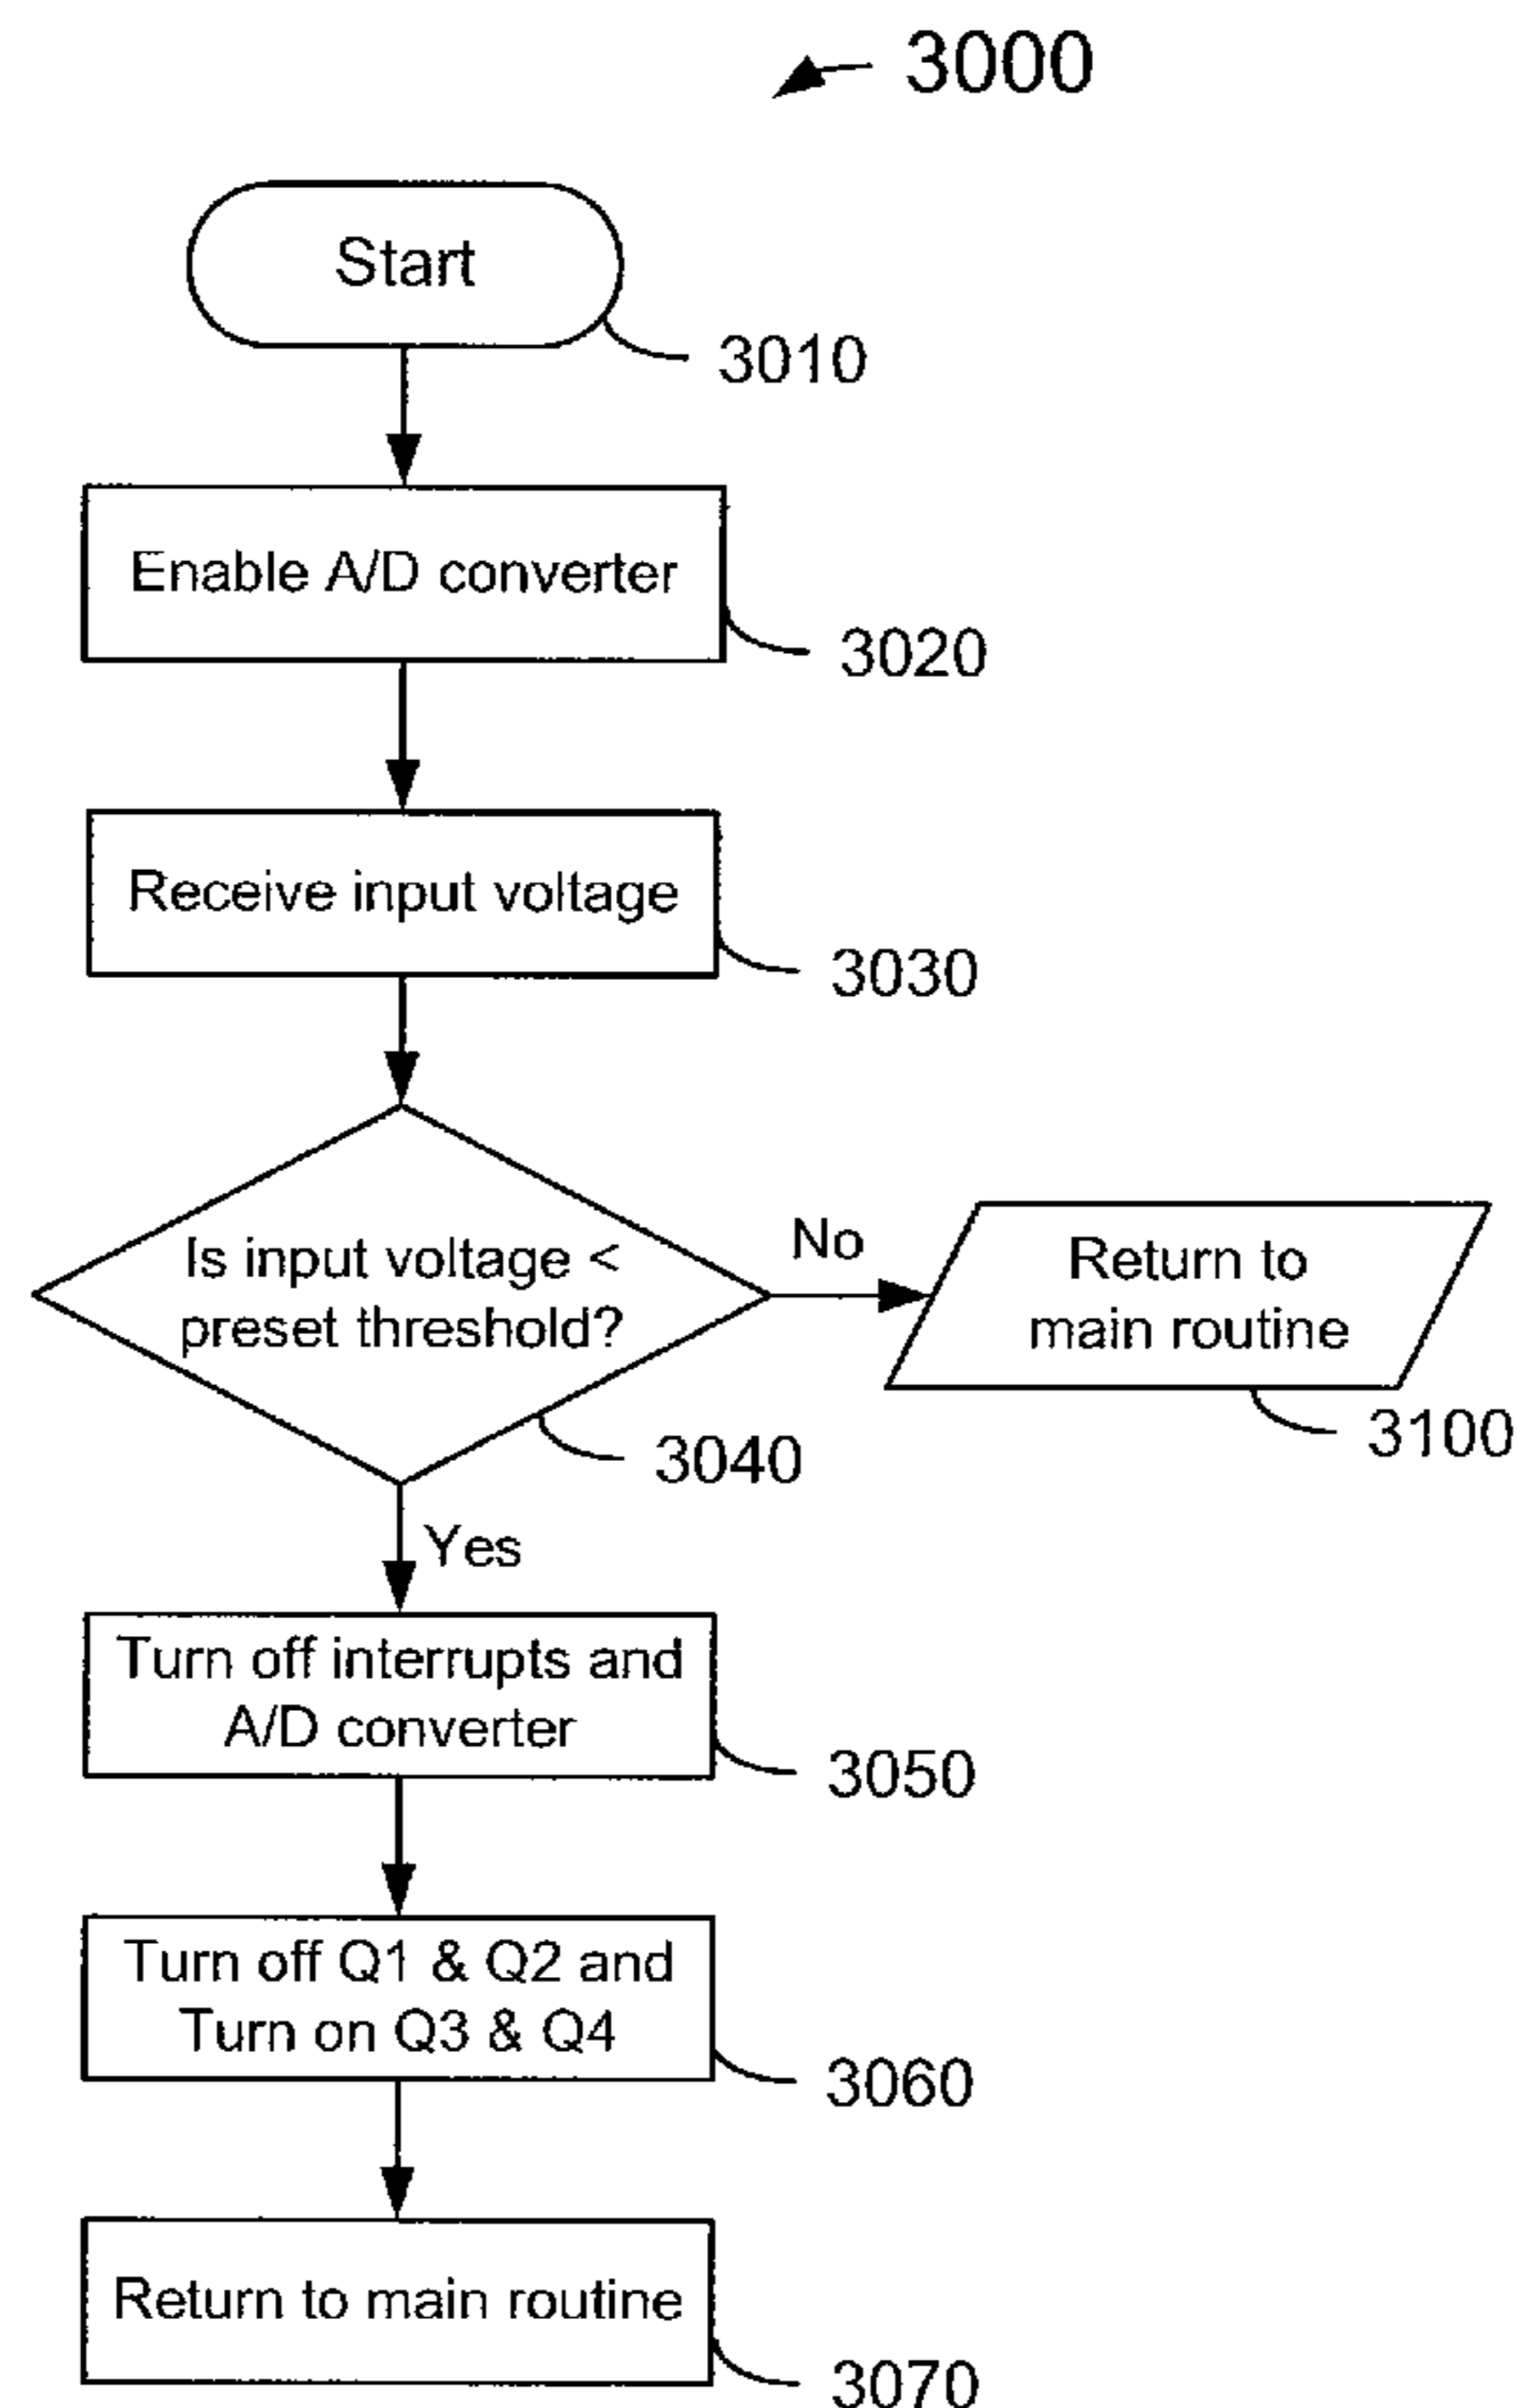 3000
Start
3010
Enable A/D converter
3020
Receive input voltage
3030
Is input voltage <
preset threshold?
3040
No
Return to
main routine
3100
Yes
Turn off interrupts and
A/D converter
3050
Turn off Q1 & Q2 and
Turn on Q3 & Q4
3060
Return to main routine
3070